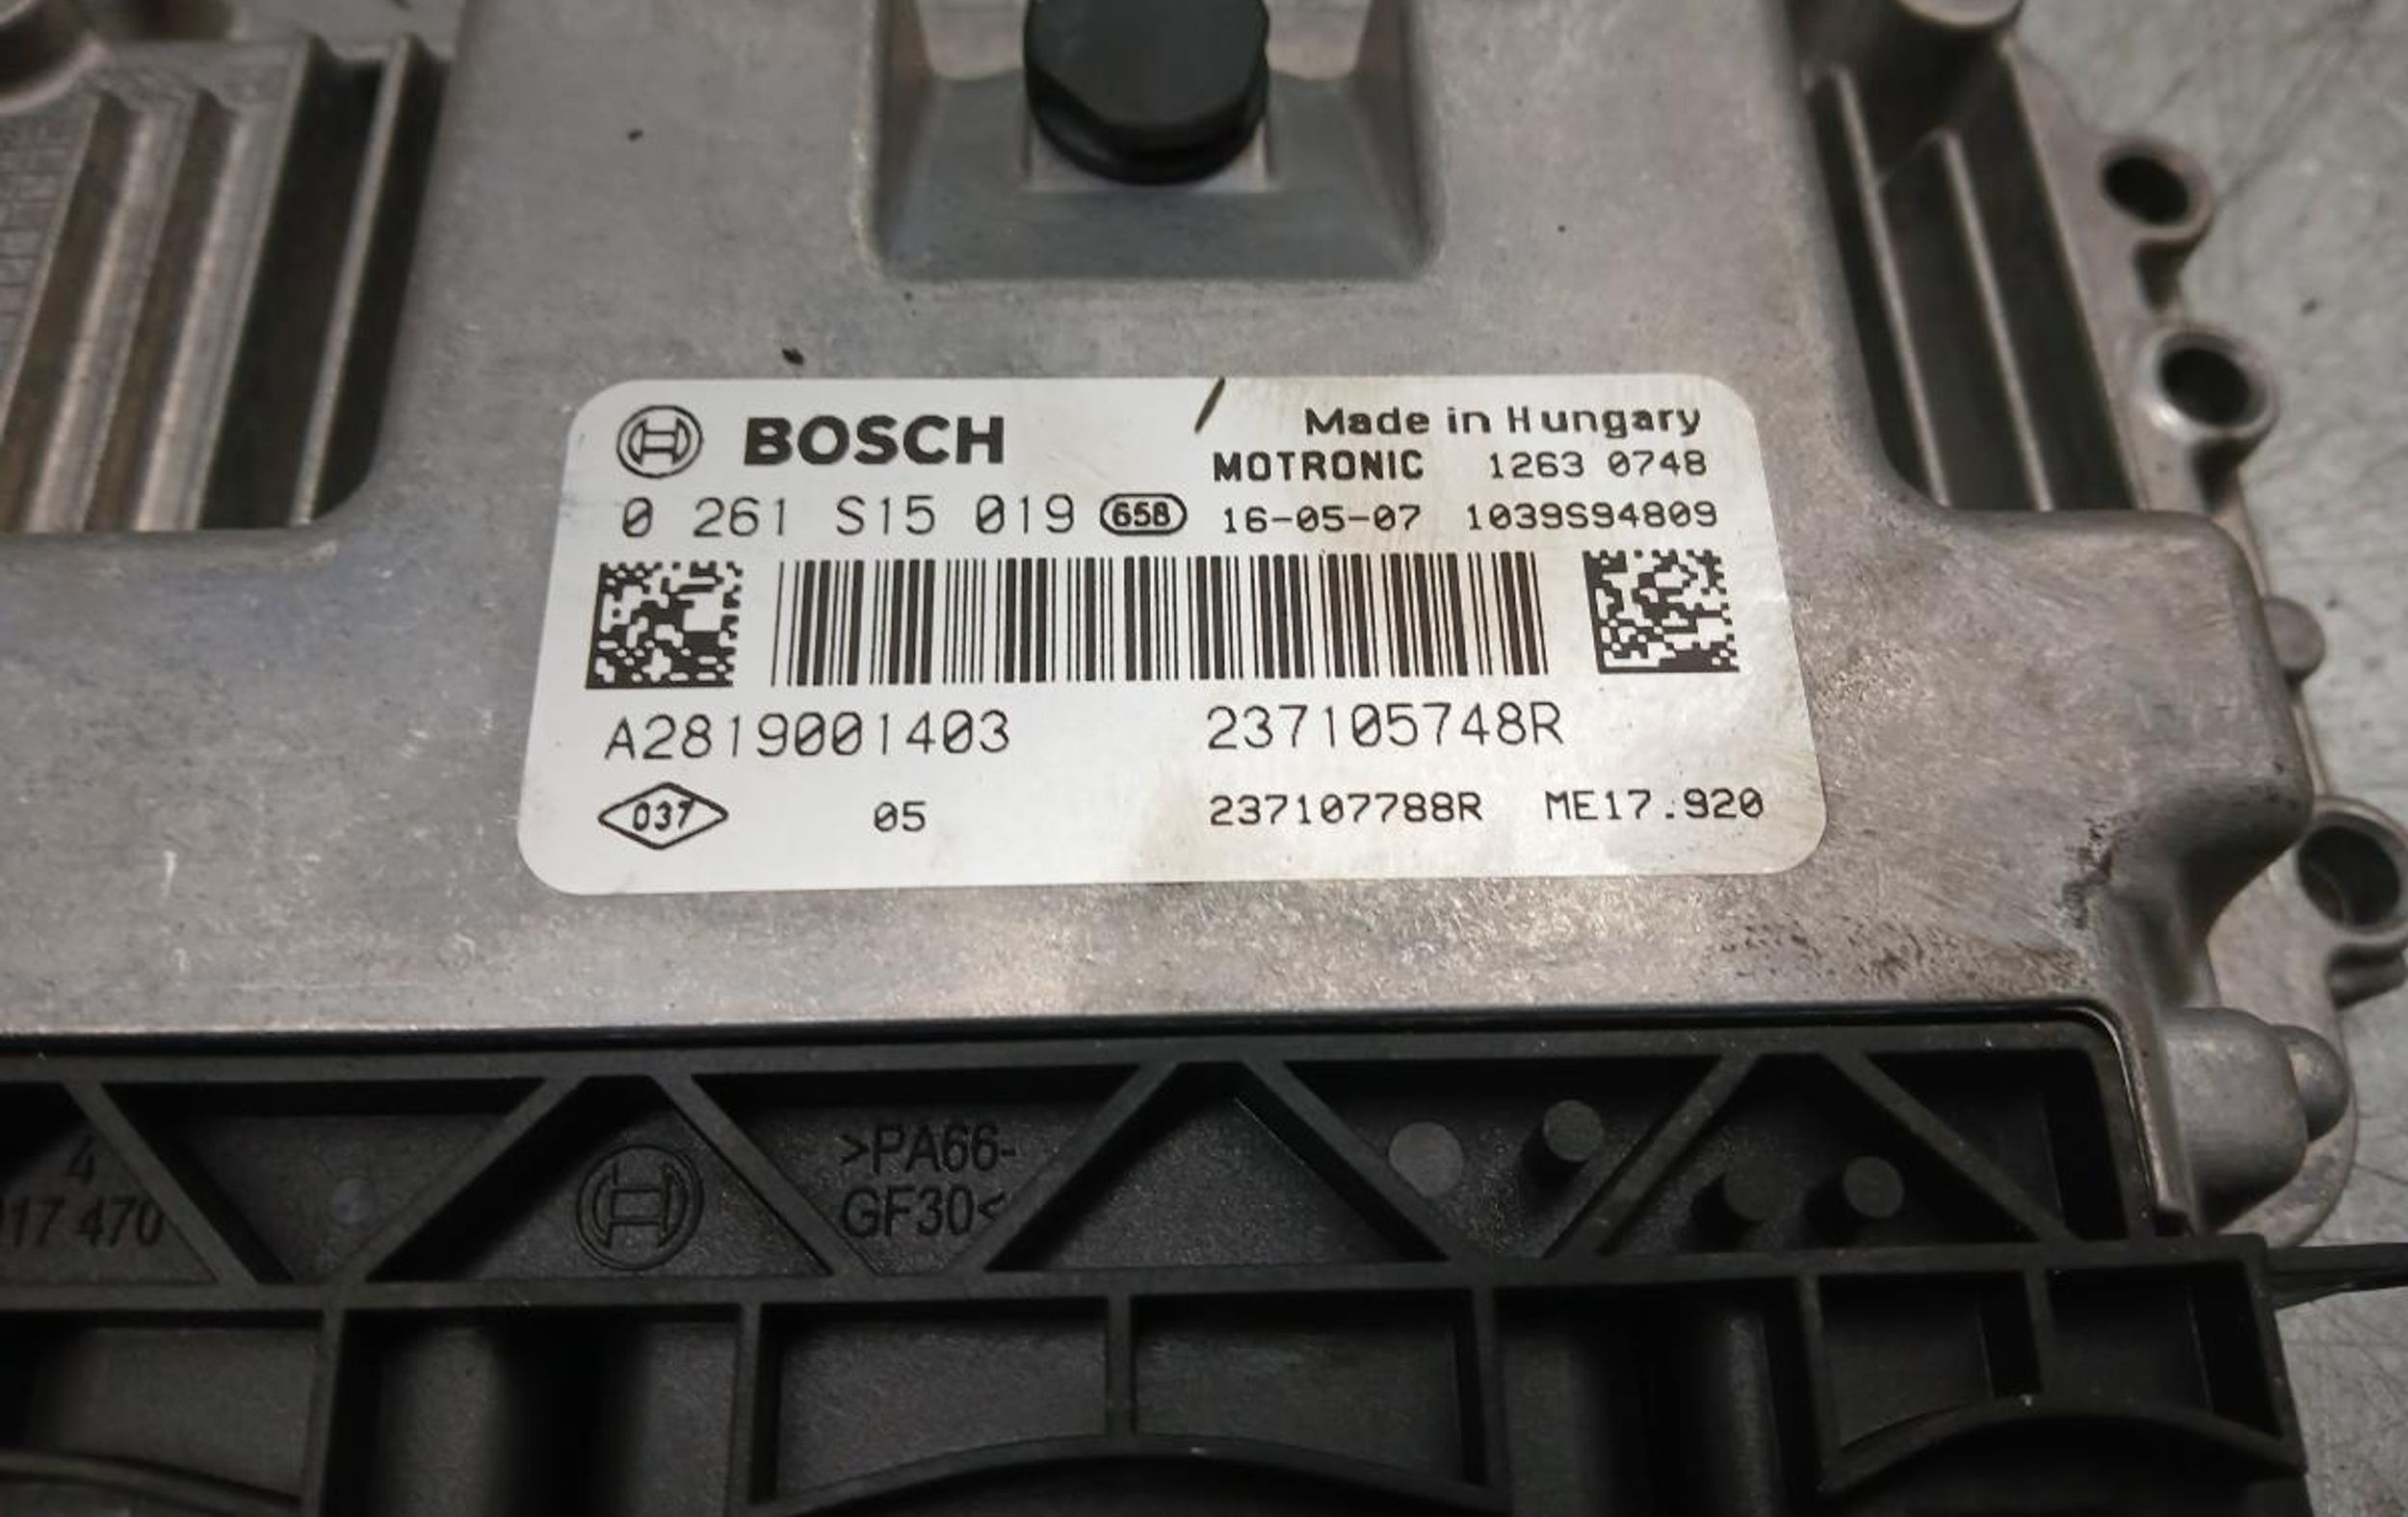 BOSCH
Made in Hungary
MOTRONIC 1263 0748
0 261 S15 019 658 16-05-07 1039S94809
A2819001403 237105748R
037 05 237107788R ME17.920
>PA66-
GF30<
4
17 470